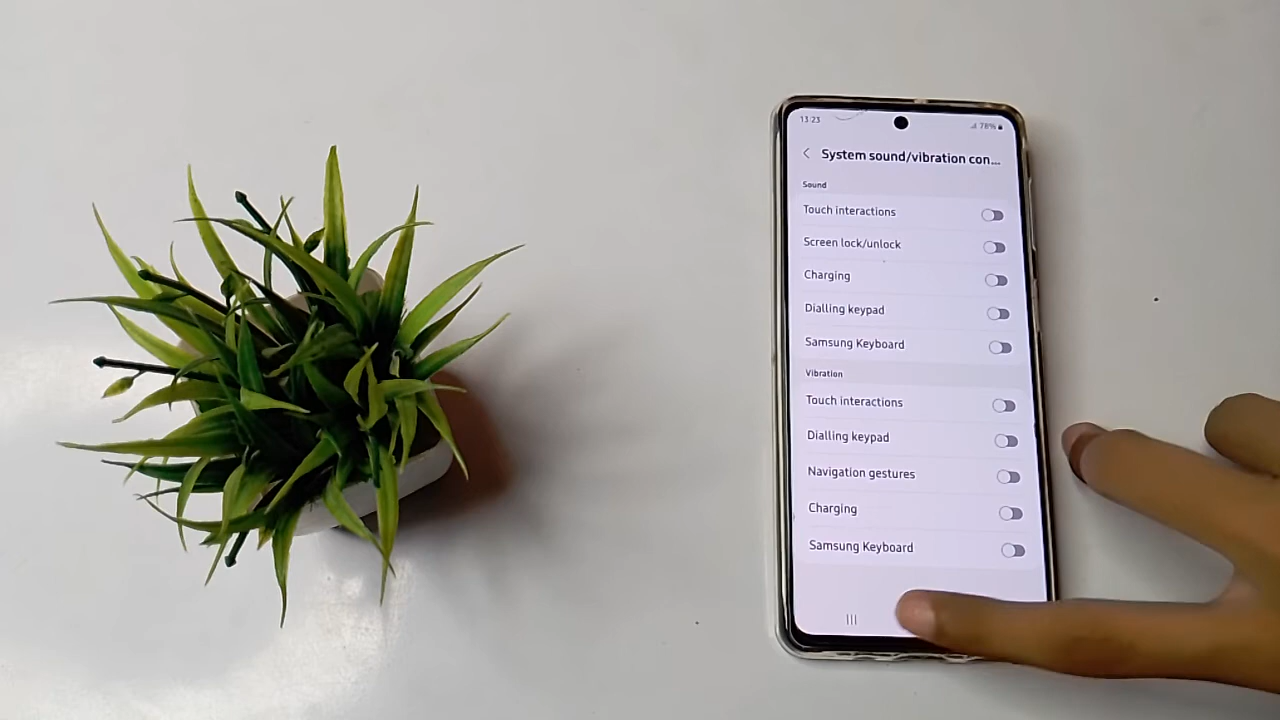 13:23 78%
System sound/vibration con...
Sound
Touch interactions
Screen lock/unlock
Charging
Dialling keypad
Samsung Keyboard
Vibration
Touch interactions
Dialling keypad
Navigation gestures
Charging
Samsung Keyboard